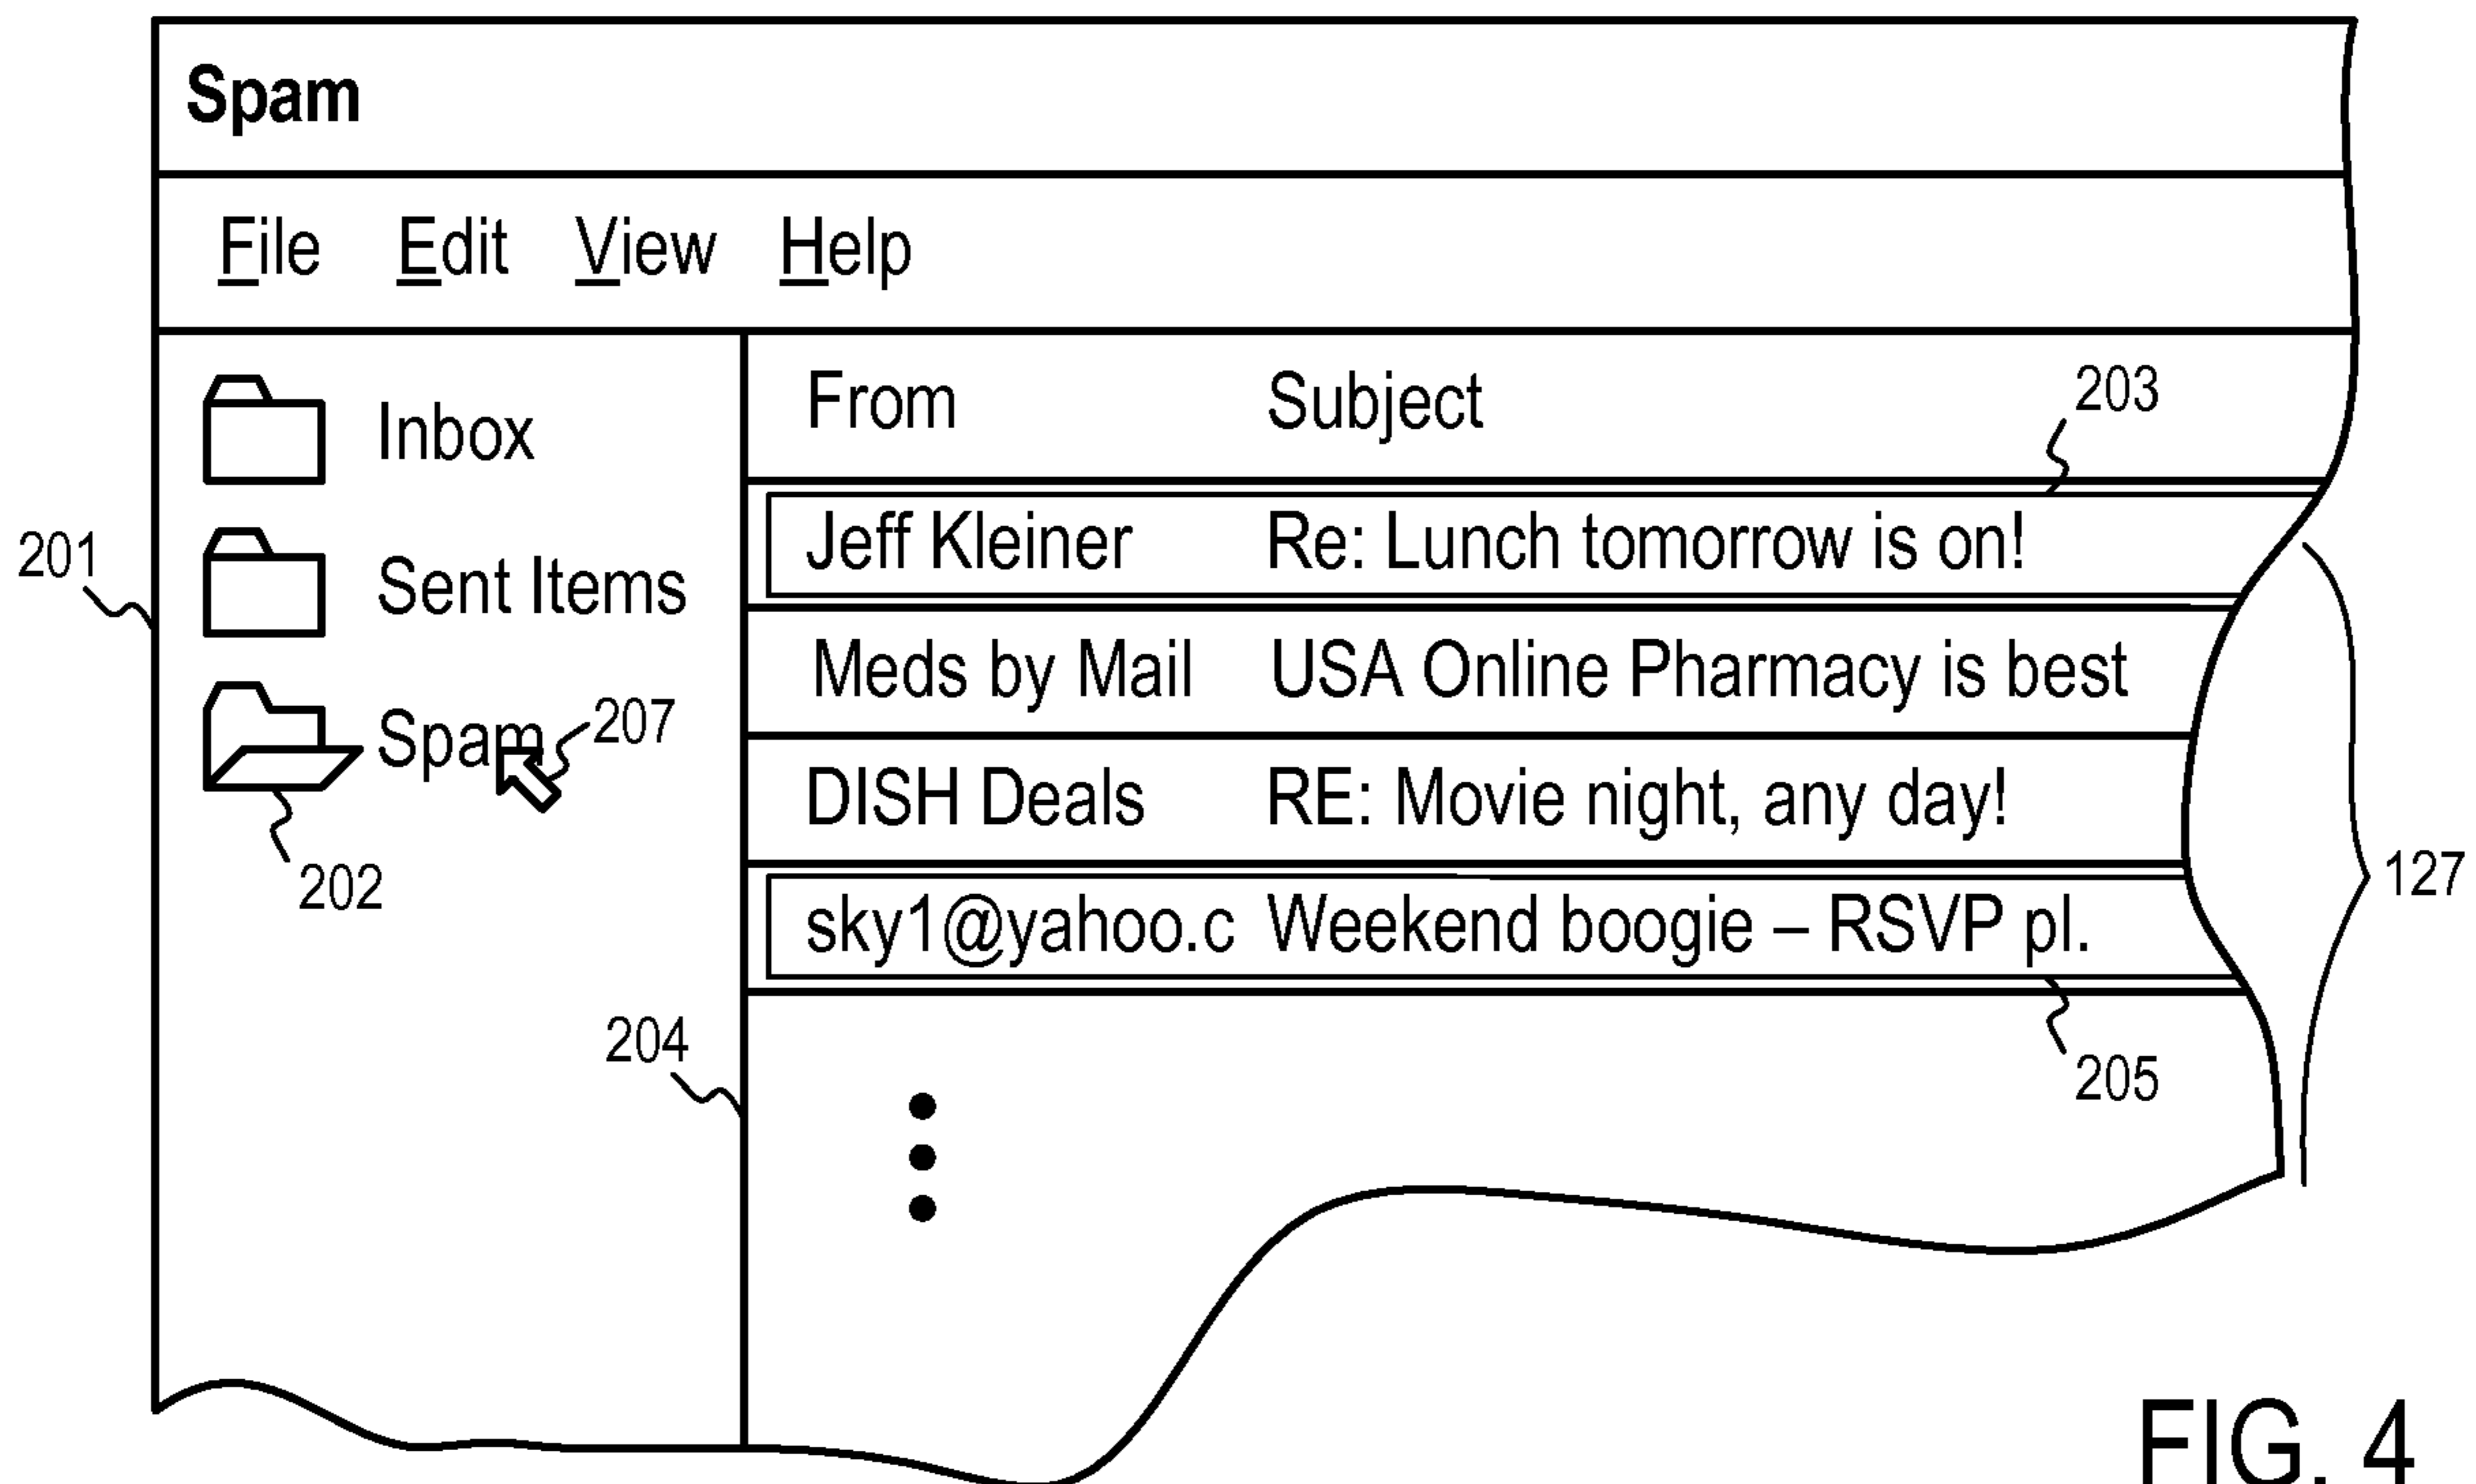 Spam
File Edit View Help
From Subject 203
Inbox
Jeff Kleiner Re: Lunch tomorrow is on!
201
Sent Items
Meds by Mail USA Online Pharmacy is best
Spam 207
DISH Deals RE: Movie night, any day!
202
127
sky1@yahoo.c Weekend boogie – RSVP pl.
204
205
FIG. 4